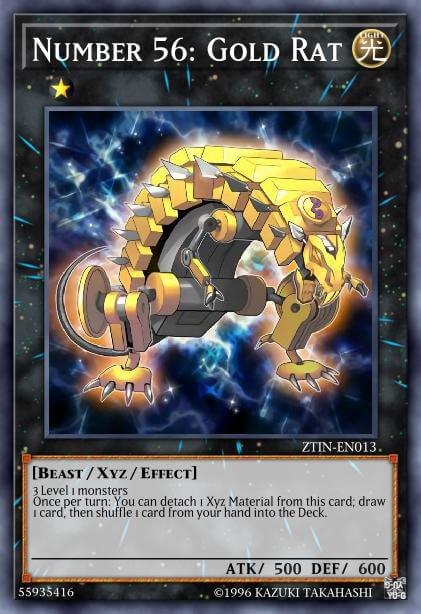 NUMBER 56: GOLD RAT
LIGHT
光
ZTIN-EN013
[BEAST / XYZ / EFFECT]
3 Level 1 monsters
Once per turn: You can detach 1 Xyz Material from this card; draw
1 card, then shuffle 1 card from your hand into the Deck.
ATK/ 500 DEF/ 600
55935416
©1996 KAZUKI TAKAHASHI